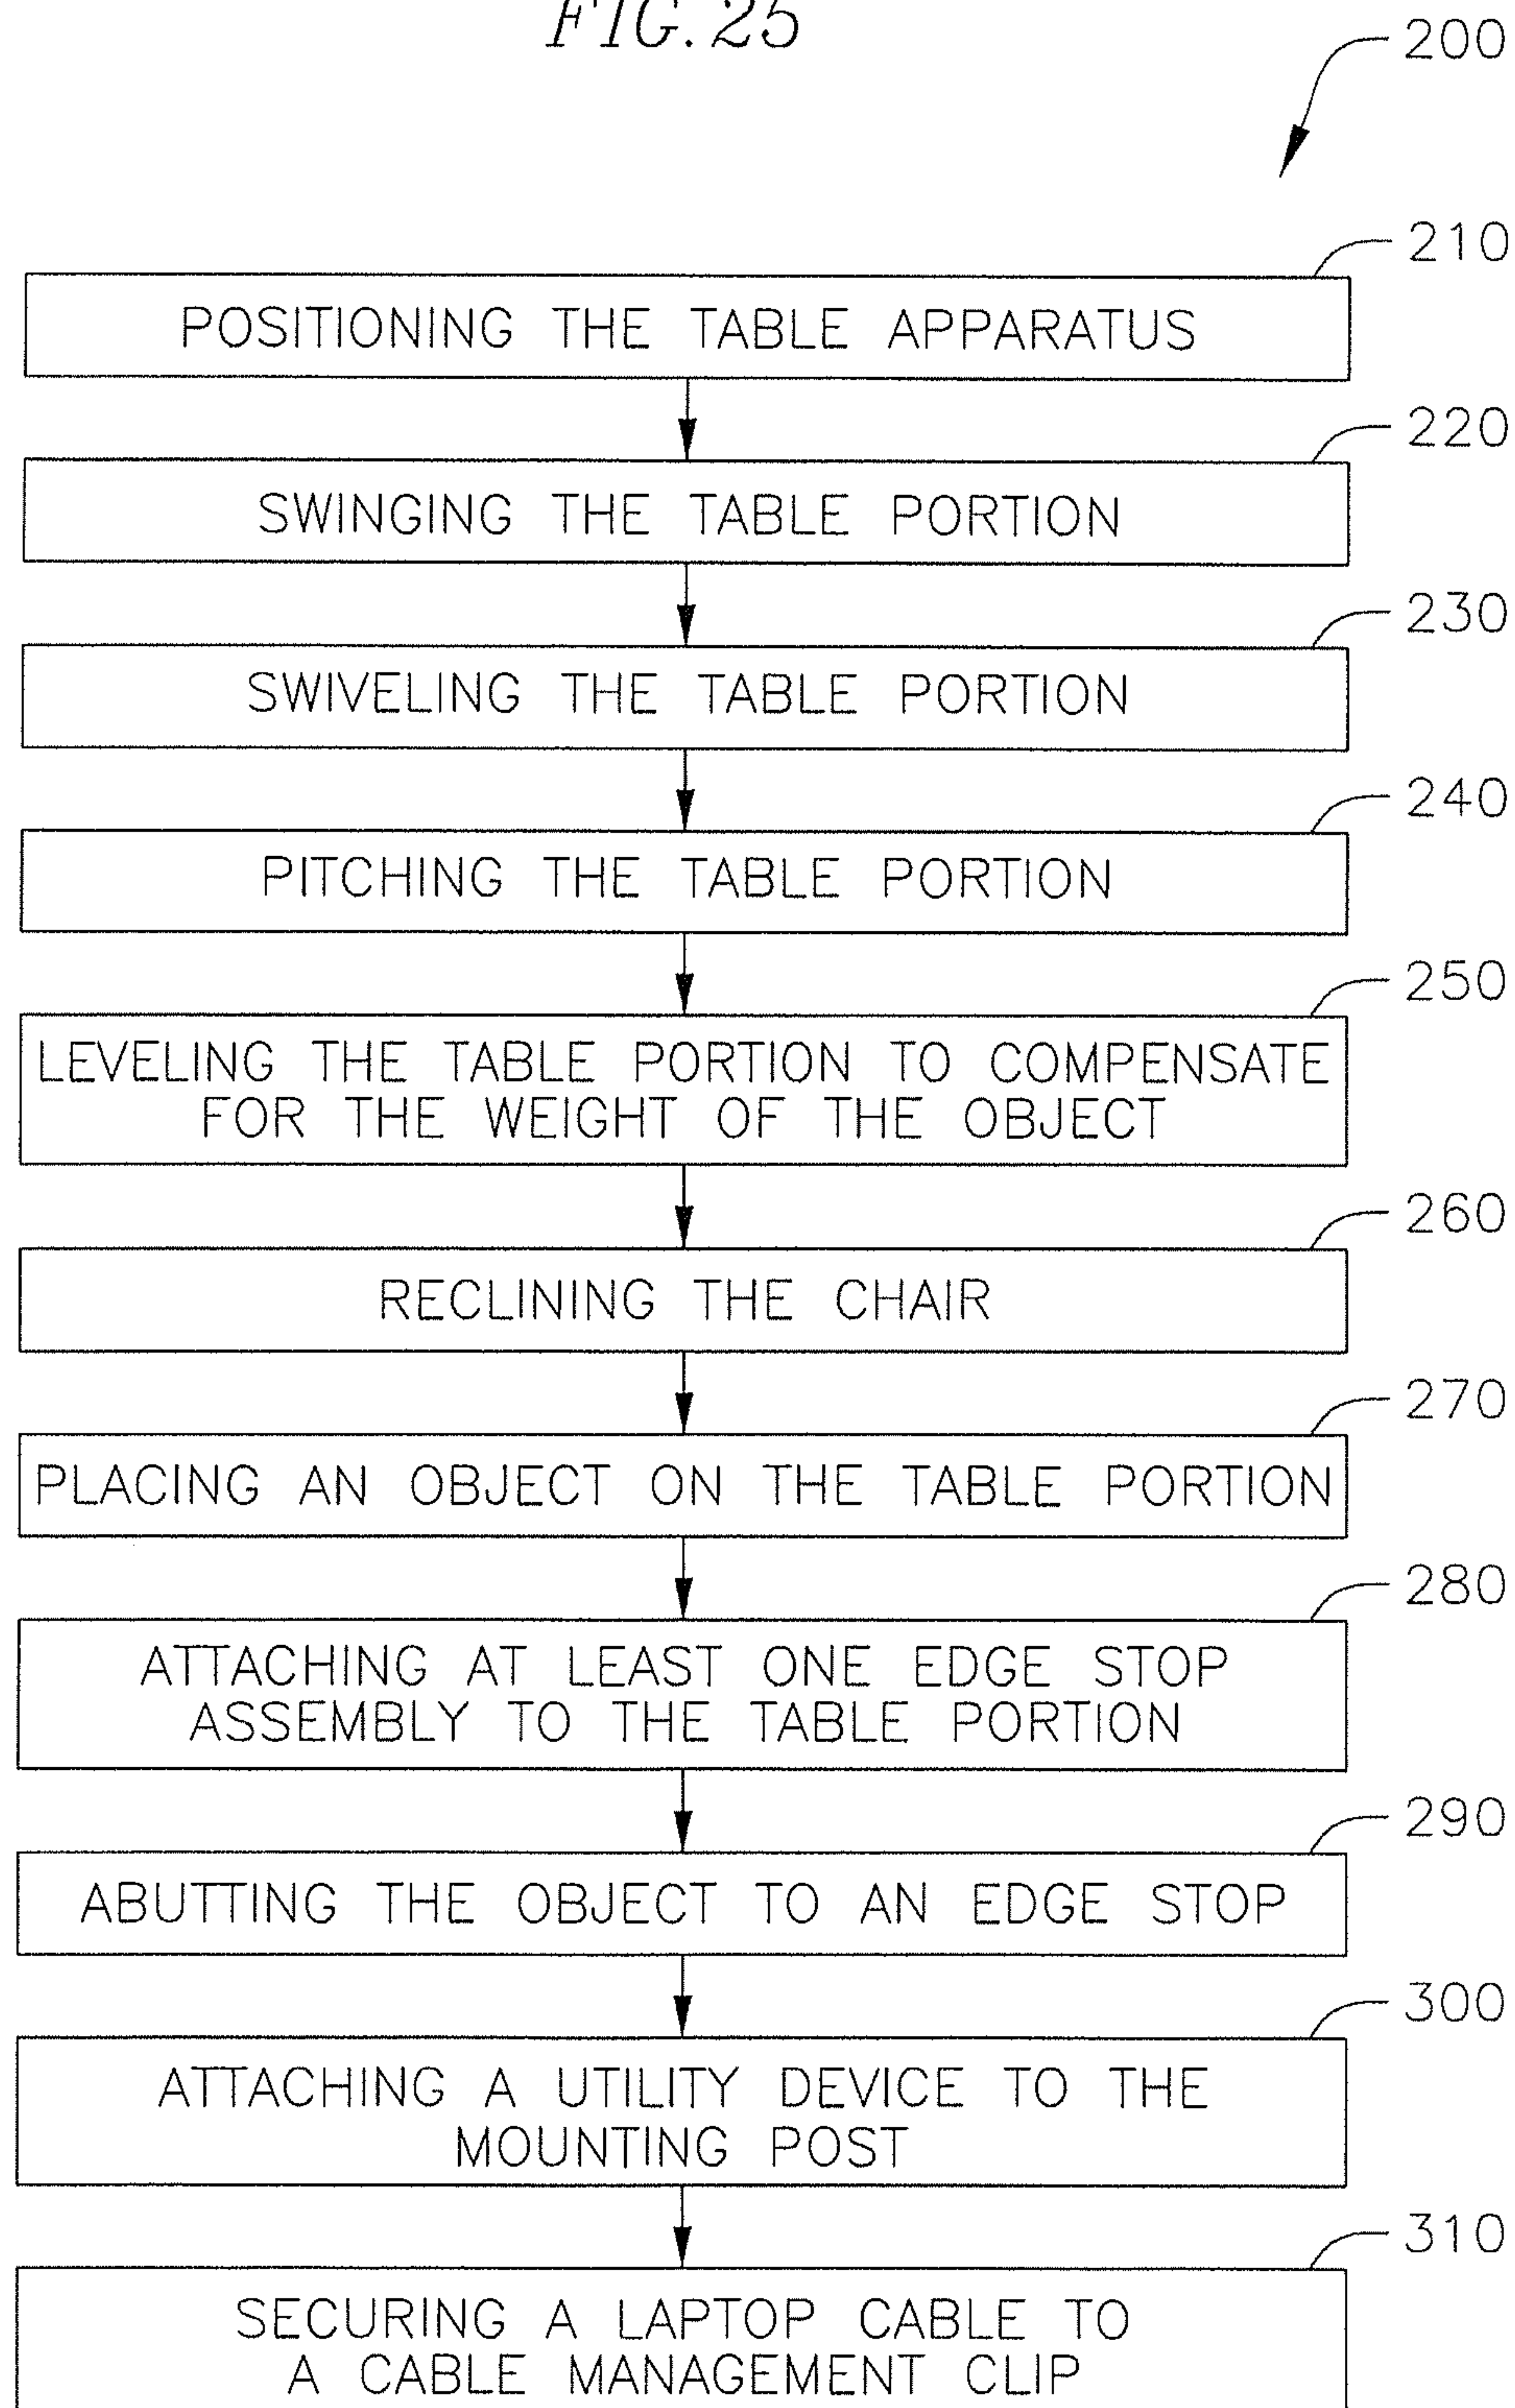 FIG. 25
200
210
POSITIONING THE TABLE APPARATUS
220
SWINGING THE TABLE PORTION
230
SWIVELING THE TABLE PORTION
240
PITCHING THE TABLE PORTION
250
LEVELING THE TABLE PORTION TO COMPENSATE
FOR THE WEIGHT OF THE OBJECT
260
RECLINING THE CHAIR
270
PLACING AN OBJECT ON THE TABLE PORTION
280
ATTACHING AT LEAST ONE EDGE STOP
ASSEMBLY TO THE TABLE PORTION
290
ABUTTING THE OBJECT TO AN EDGE STOP
300
ATTACHING A UTILITY DEVICE TO THE
MOUNTING POST
310
SECURING A LAPTOP CABLE TO
A CABLE MANAGEMENT CLIP